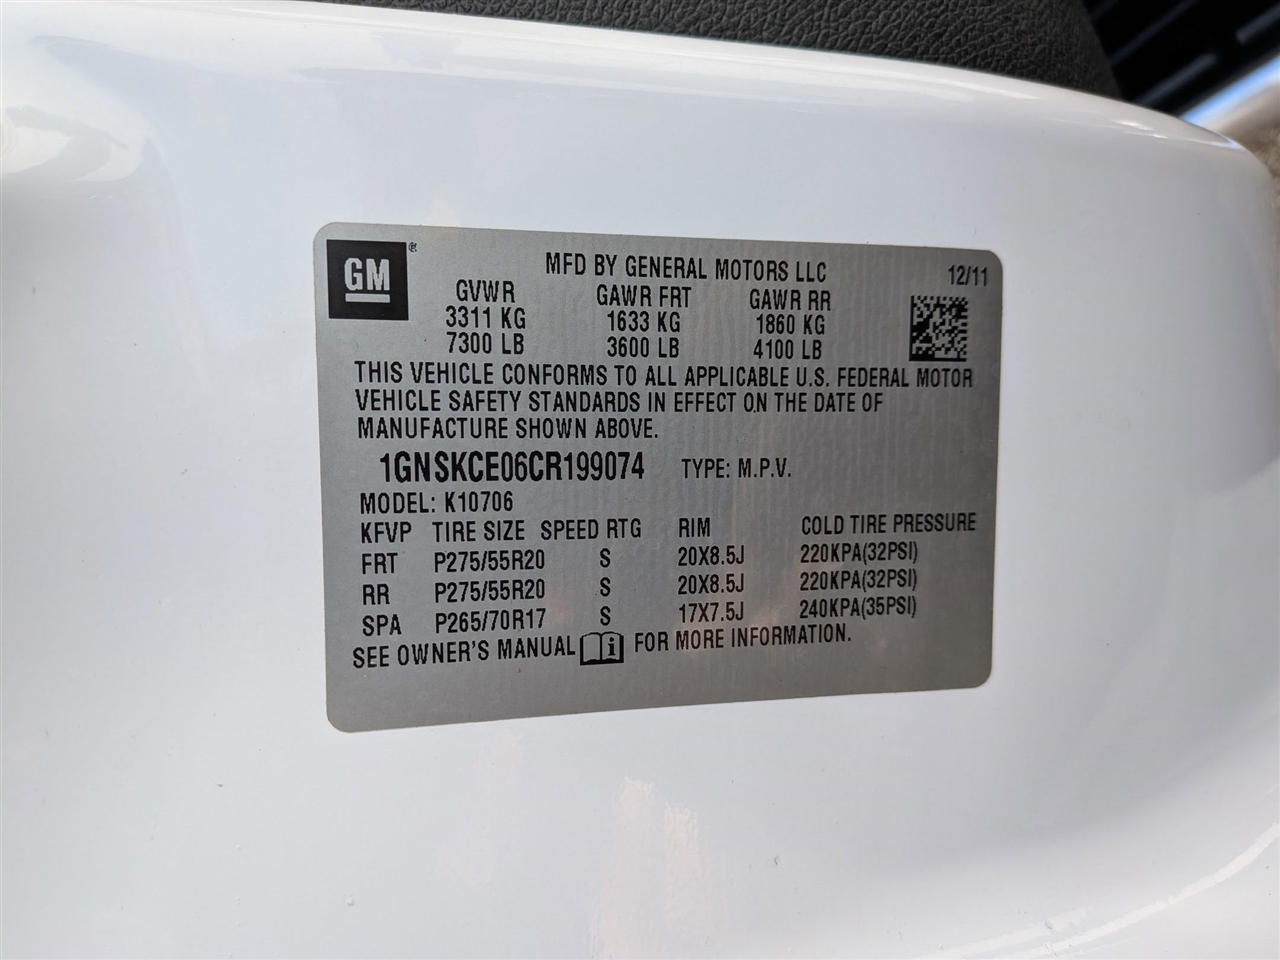 GM ®
MFD BY GENERAL MOTORS LLC 12/11
GVWR GAWR FRT GAWR RR
3311 KG 1633 KG 1860 KG
7300 LB 3600 LB 4100 LB
THIS VEHICLE CONFORMS TO ALL APPLICABLE U.S. FEDERAL MOTOR
VEHICLE SAFETY STANDARDS IN EFFECT ON THE DATE OF
MANUFACTURE SHOWN ABOVE.
1GNSKCE06CR199074 TYPE: M.P.V.
MODEL: K10706
KFVP TIRE SIZE SPEED RTG RIM COLD TIRE PRESSURE
FRT P275/55R20 S 20X8.5J 220KPA(32PSI)
RR P275/55R20 S 20X8.5J 220KPA(32PSI)
SPA P265/70R17 S 17X7.5J 240KPA(35PSI)
SEE OWNER'S MANUAL i FOR MORE INFORMATION.